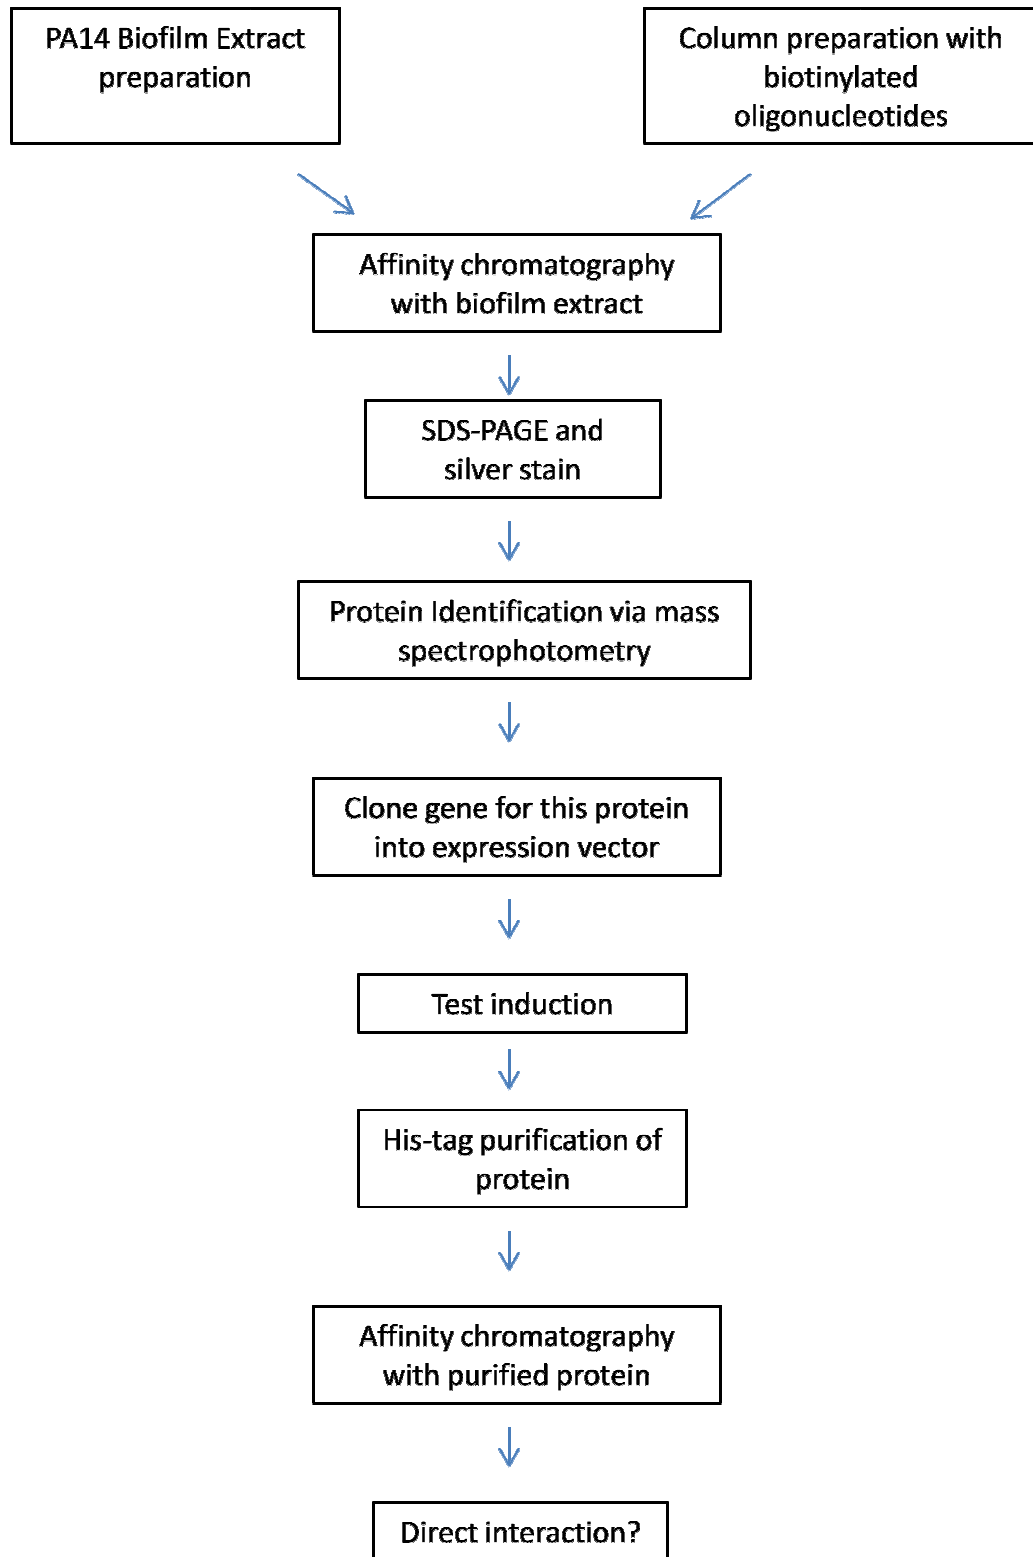 PA14 Biofilm Extract
preparation
Column preparation with
biotinylated
oligonucleotides
Affinity chromatography
with biofilm extract
SDS-PAGE and
silver stain
Protein Identification via mass
spectrophotometry
Clone gene for this protein
into expression vector
Test induction
His-tag purification of
protein
Affinity chromatography
with purified protein
Direct interaction?